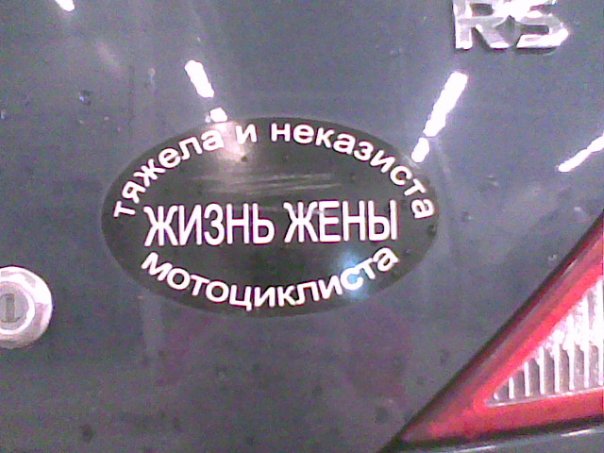 RS
тяжела и неказиста
ЖИЗНЬ ЖЕНЫ
мотоциклиста